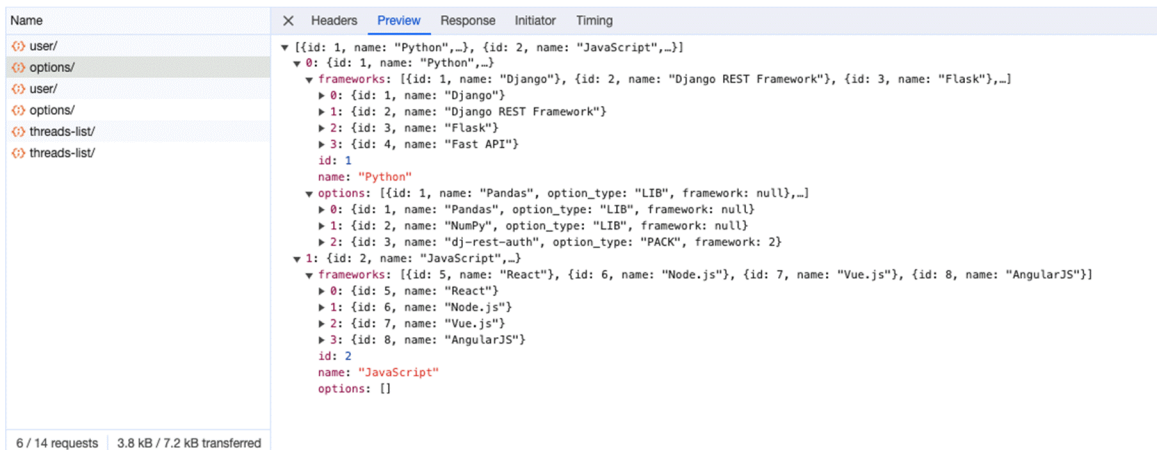 Name
Headers Preview Response Initiator Timing
user/
options/
user/
options/
threads-list/
threads-list/
[{id: 1, name: "Python",…}, {id: 2, name: "JavaScript",…}]
0: {id: 1, name: "Python",…}
frameworks: [{id: 1, name: "Django"}, {id: 2, name: "Django REST Framework"}, {id: 3, name: "Flask"},…]
0: {id: 1, name: "Django"}
1: {id: 2, name: "Django REST Framework"}
2: {id: 3, name: "Flask"}
3: {id: 4, name: "Fast API"}
id: 1
name: "Python"
options: [{id: 1, name: "Pandas", option_type: "LIB", framework: null},…]
0: {id: 1, name: "Pandas", option_type: "LIB", framework: null}
1: {id: 2, name: "NumPy", option_type: "LIB", framework: null}
2: {id: 3, name: "dj-rest-auth", option_type: "PACK", framework: 2}
1: {id: 2, name: "JavaScript",…}
frameworks: [{id: 5, name: "React"}, {id: 6, name: "Node.js"}, {id: 7, name: "Vue.js"}, {id: 8, name: "AngularJS"}]
0: {id: 5, name: "React"}
1: {id: 6, name: "Node.js"}
2: {id: 7, name: "Vue.js"}
3: {id: 8, name: "AngularJS"}
id: 2
name: "JavaScript"
options: []
6 / 14 requests 3.8 kB / 7.2 kB transferred